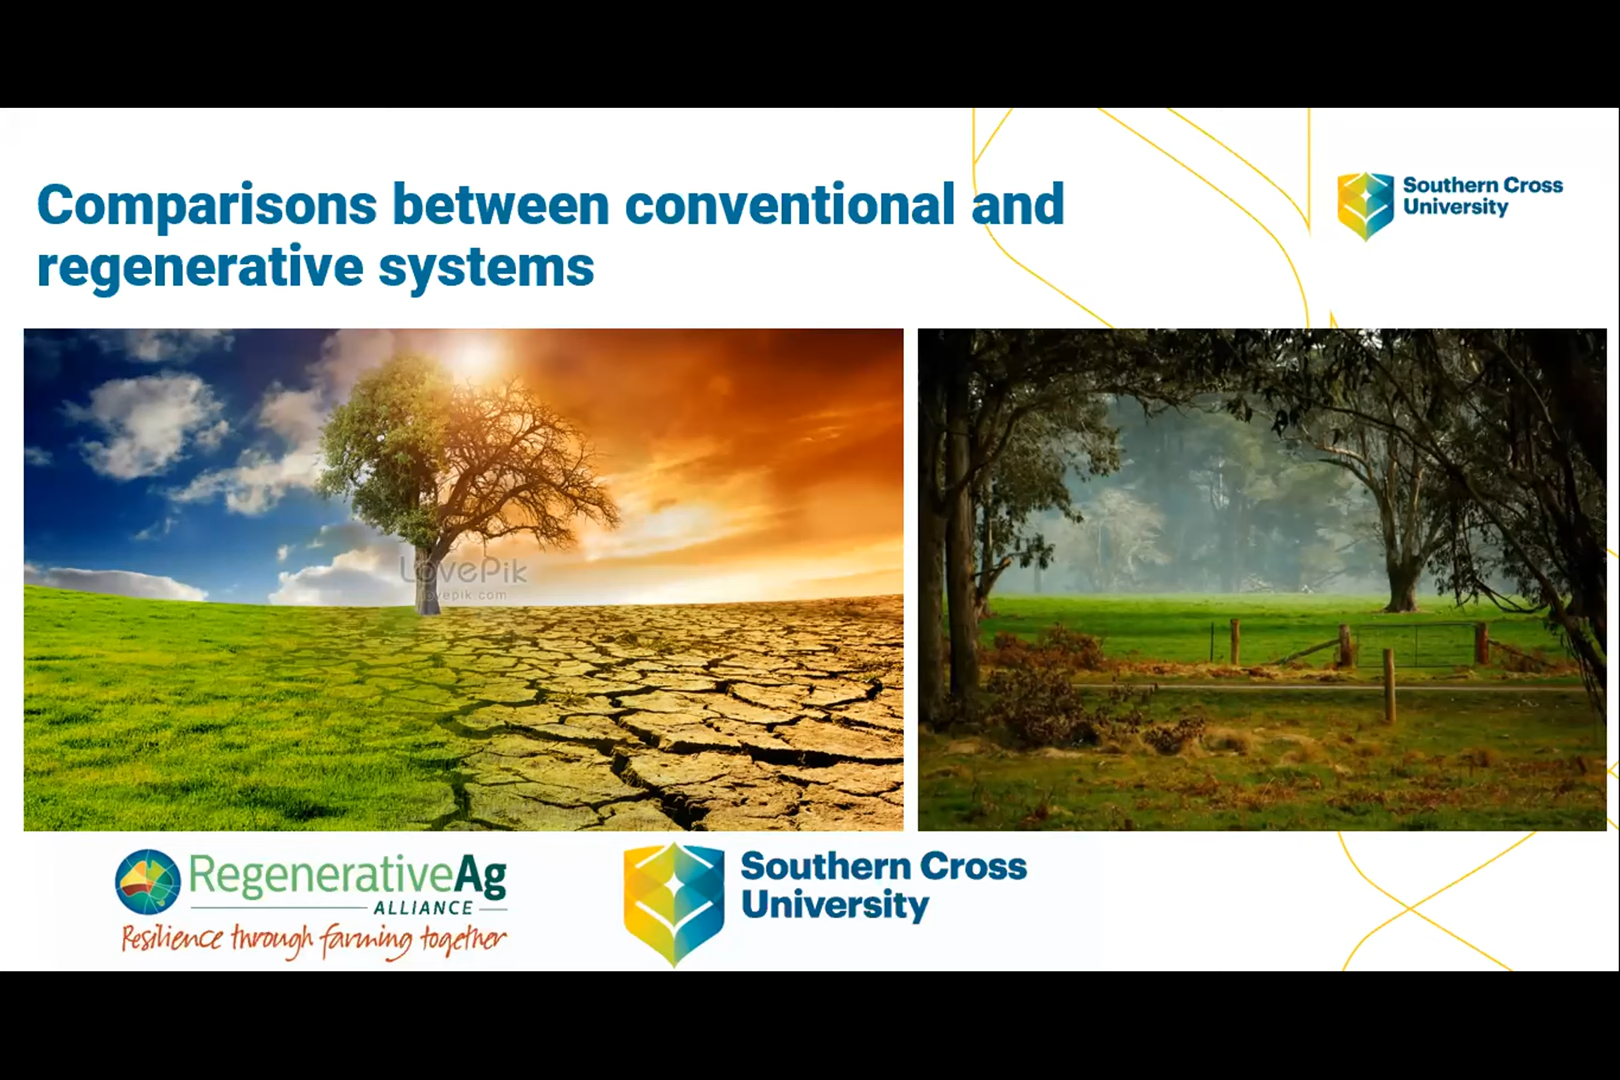 Comparisons between conventional and
regenerative systems
Southern Cross
University
LovePik
lovepik.com
RegenerativeAg
ALLIANCE
Resilience through farming together
Southern Cross
University